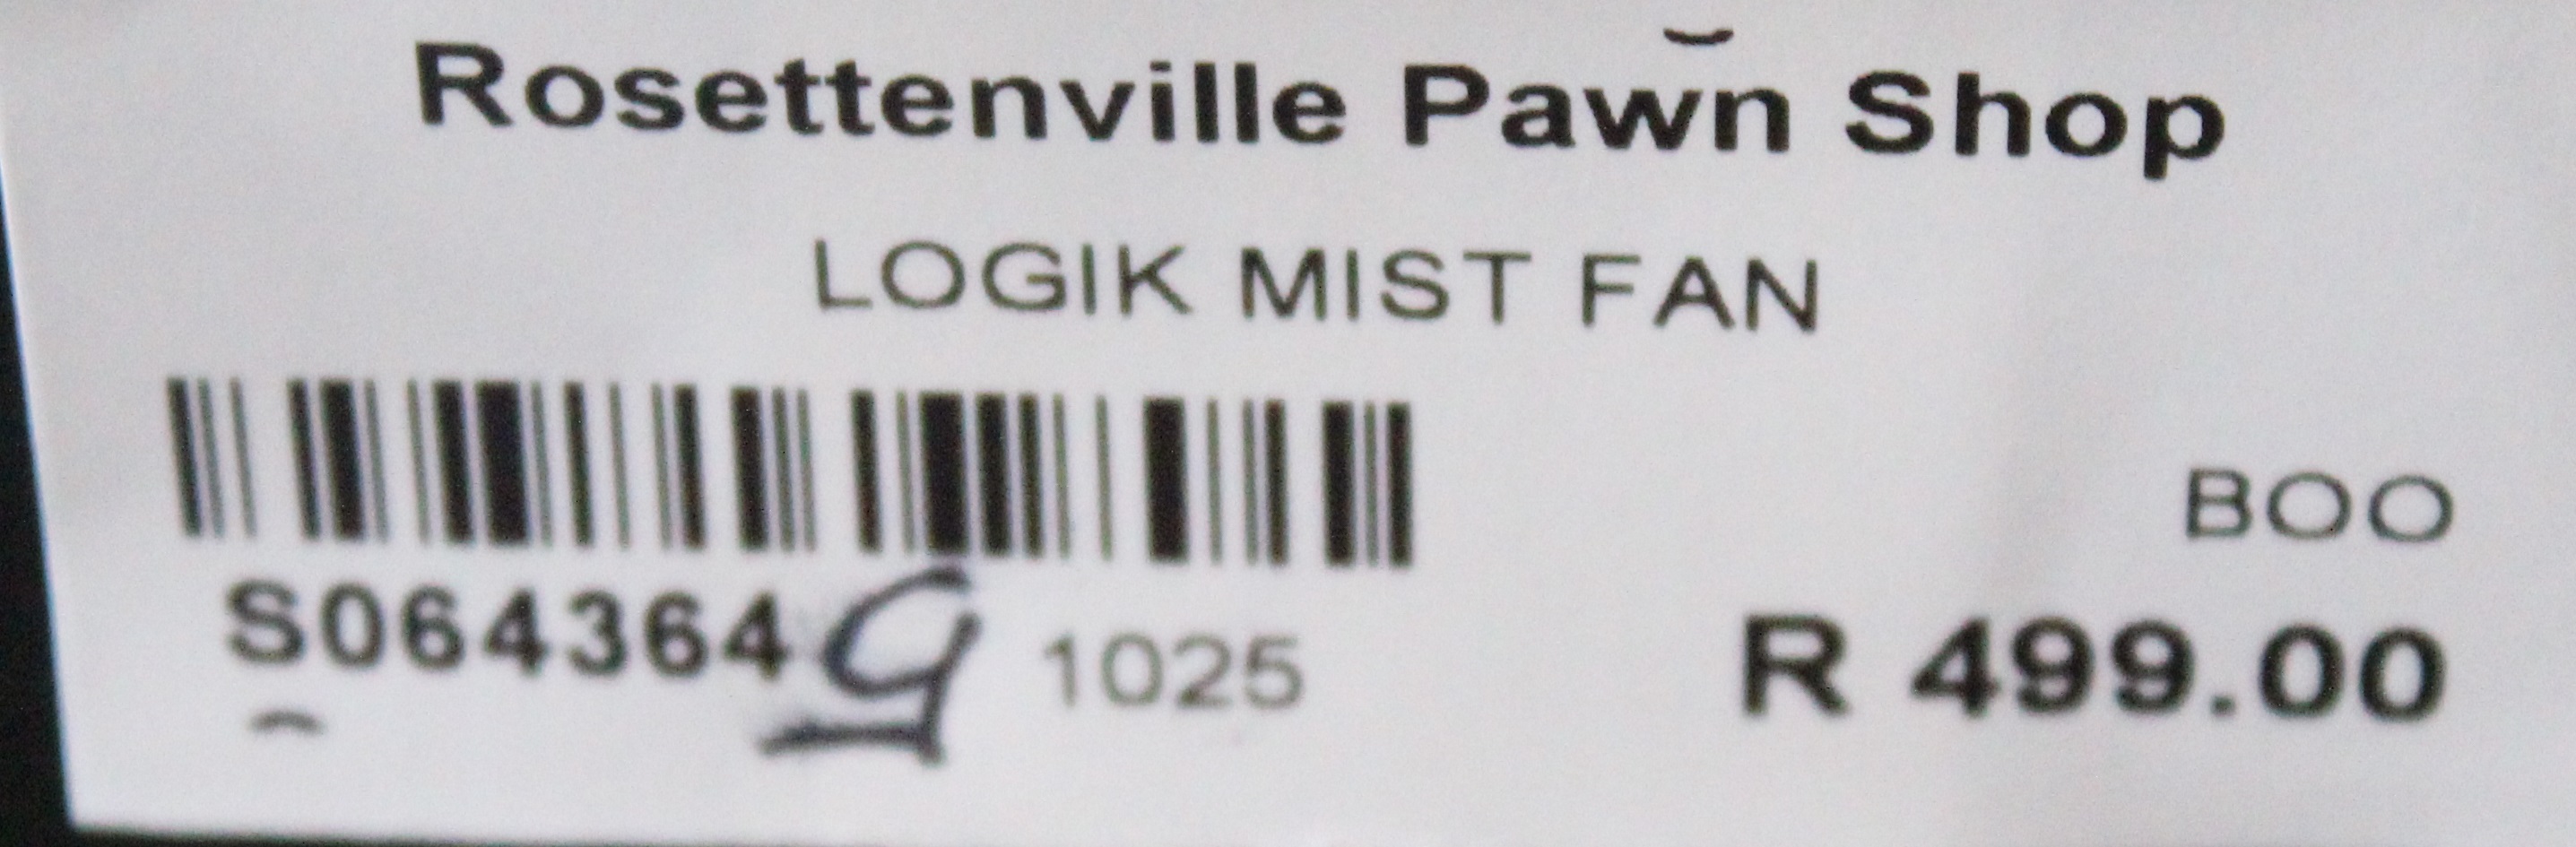 Rosettenville Pawn Shop
LOGIK MIST FAN
BOO
S064364 1025 R 499.00